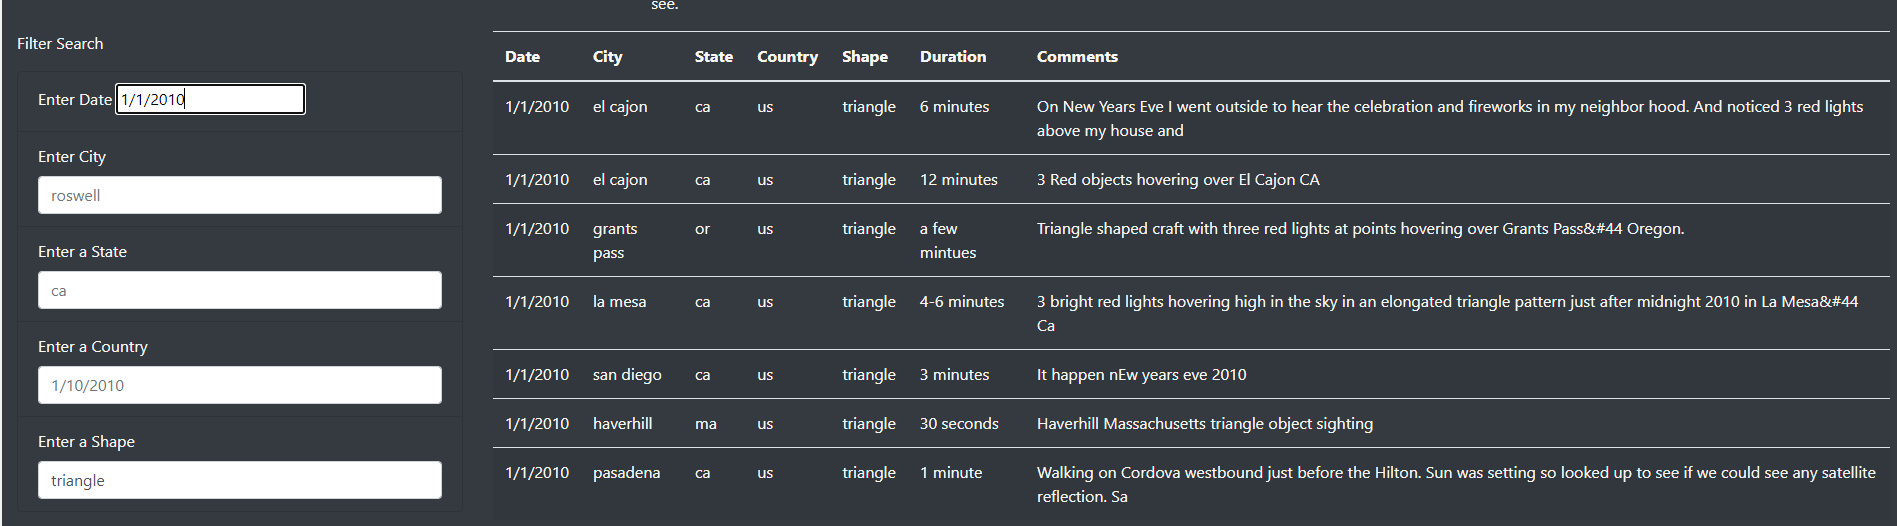 see.
Filter Search
Enter Date 1/1/2010
Enter City
roswell
Enter a State
ca
Enter a Country
1/10/2010
Enter a Shape
triangle
Date City State Country Shape Duration Comments
1/1/2010 el cajon ca us triangle 6 minutes On New Years Eve I went outside to hear the celebration and fireworks in my neighbor hood. And noticed 3 red lights
above my house and
1/1/2010 el cajon ca us triangle 12 minutes 3 Red objects hovering over El Cajon CA
1/1/2010 grants or us triangle a few Triangle shaped craft with three red lights at points hovering over Grants Pass&#44 Oregon.
pass mintues
1/1/2010 la mesa ca us triangle 4-6 minutes 3 bright red lights hovering high in the sky in an elongated triangle pattern just after midnight 2010 in La Mesa&#44
Ca
1/1/2010 san diego ca us triangle 3 minutes It happen nEw years eve 2010
1/1/2010 haverhill ma us triangle 30 seconds Haverhill Massachusetts triangle object sighting
1/1/2010 pasadena ca us triangle 1 minute Walking on Cordova westbound just before the Hilton. Sun was setting so looked up to see if we could see any satellite
reflection. Sa